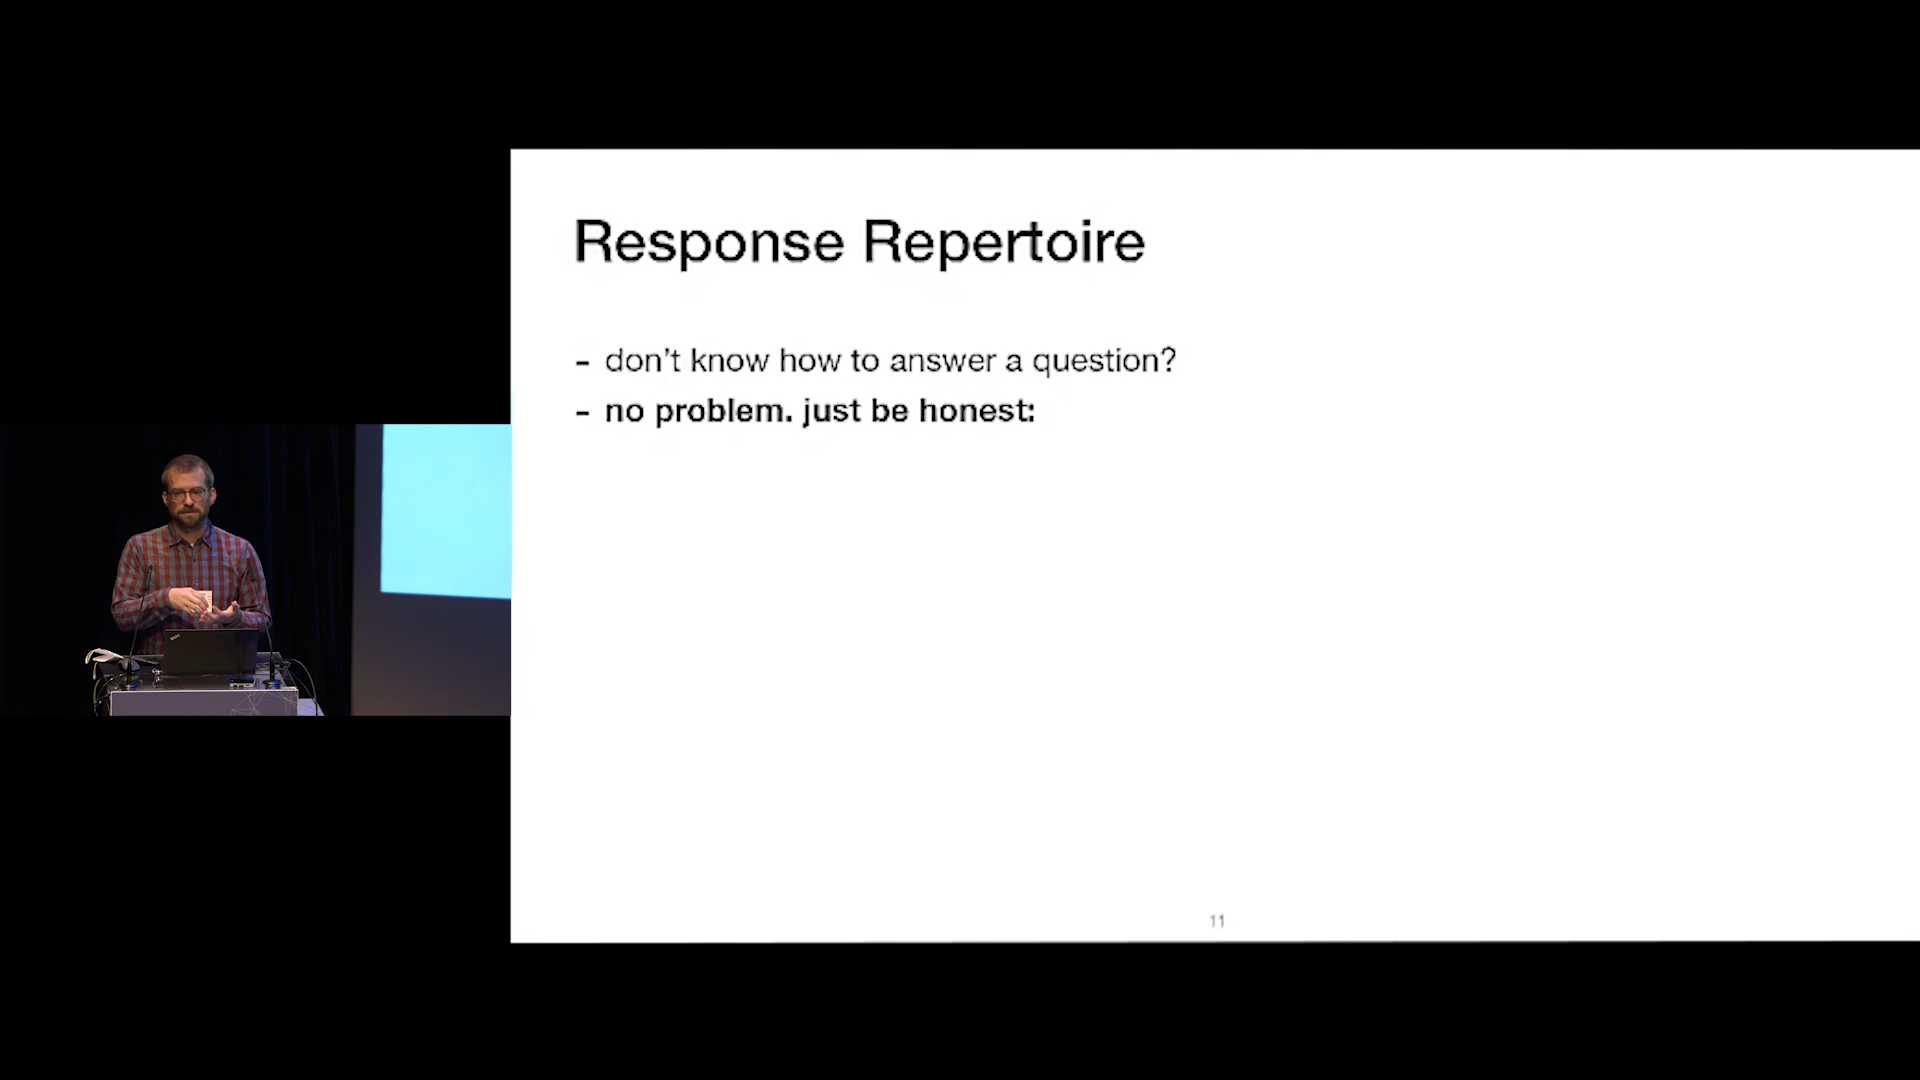 Response Repertoire
- don't know how to answer a question?
- no problem. just be honest:
11